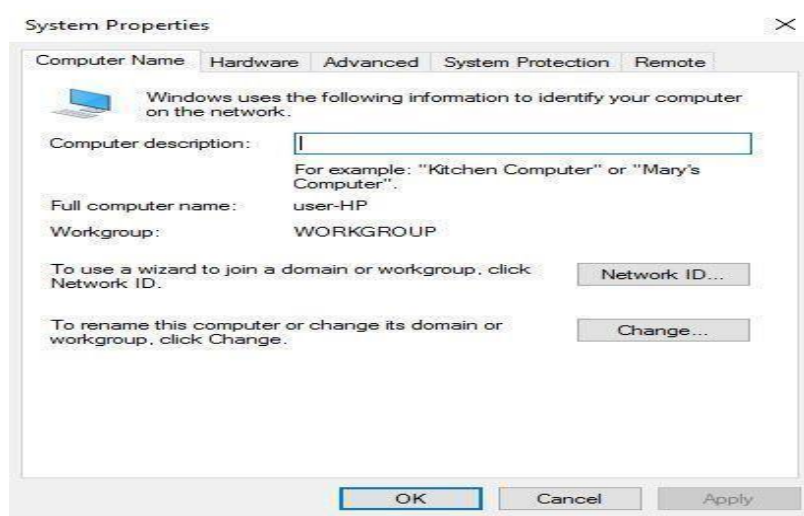 System Properties
Computer Name Hardware Advanced System Protection Remote
Windows uses the following information to identify your computer
on the network.
Computer description:
For example: "Kitchen Computer" or "Mary's
Computer".
Full computer name: user-HP
Workgroup: WORKGROUP
To use a wizard to join a domain or workgroup, click
Network ID.
Network ID...
To rename this computer or change its domain or
workgroup, click Change.
Change...
OK Cancel Apply